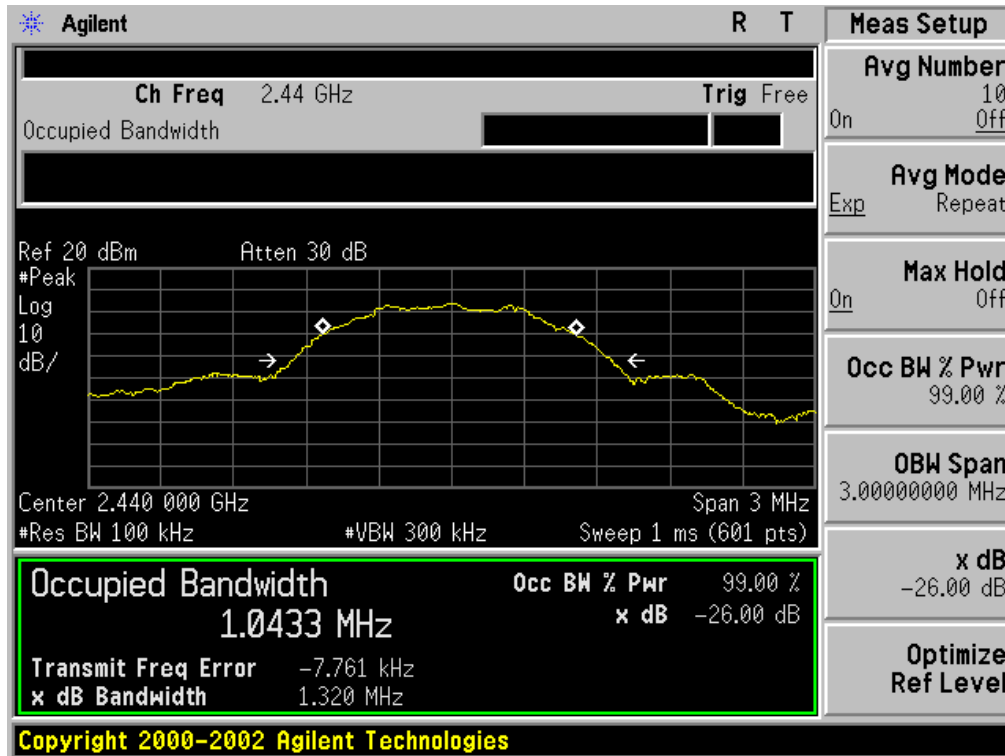 Agilent R T
Ch Freq 2.44 GHz Trig Free
Occupied Bandwidth
Ref 20 dBm Atten 30 dB
#Peak
Log
10
dB/
Center 2.440 000 GHz Span 3 MHz
#Res BW 100 kHz #VBW 300 kHz Sweep 1 ms (601 pts)
Occupied Bandwidth
1.0433 MHz
Occ BW % Pwr 99.00 %
x dB -26.00 dB
Transmit Freq Error -7.761 kHz
x dB Bandwidth 1.320 MHz
Copyright 2000-2002 Agilent Technologies
Meas Setup
Avg Number
10
On Off
Avg Mode
Exp Repeat
Max Hold
On Off
Occ BW % Pwr
99.00 %
OBW Span
3.00000000 MHz
x dB
-26.00 dB
Optimize
Ref Level